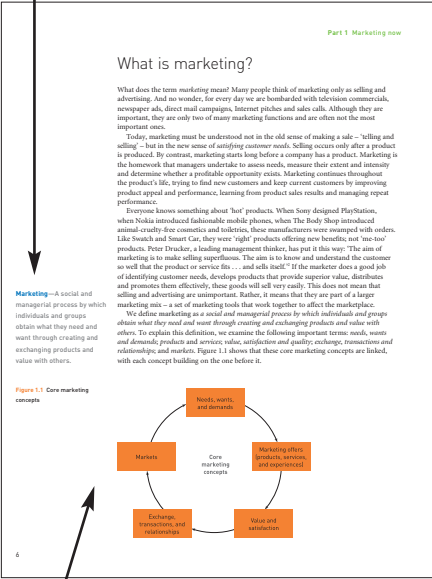 Part 1 Marketing now
What is marketing?
What does the term marketing mean? Many people think of marketing only as selling and
advertising. And no wonder, for every day we are bombarded with television commercials,
newspaper ads, direct mail campaigns, Internet pitches and sales calls. Although they are
important, they are only two of many marketing functions and are often not the most
important ones.
Today, marketing must be understood not in the old sense of making a sale – 'telling and
selling' – but in the new sense of satisfying customer needs. Selling occurs only after a product
is produced. By contrast, marketing starts long before a company has a product. Marketing is
the homework that managers undertake to assess needs, measure their extent and intensity
and determine whether a profitable opportunity exists. Marketing continues throughout
the product's life, trying to find new customers and keep current customers by improving
product appeal and performance, learning from product sales results and managing repeat
performance.
Everyone knows something about 'hot' products. When Sony designed PlayStation,
when Nokia introduced fashionable mobile phones, when The Body Shop introduced
animal-cruelty-free cosmetics and toiletries, these manufacturers were swamped with orders.
Like Swatch and Smart Car, they were 'right' products offering new benefits; not 'me-too'
products. Peter Drucker, a leading management thinker, has put it this way: 'The aim of
marketing is to make selling superfluous. The aim is to know and understand the customer
so well that the product or service fits . . . and sells itself.'² If the marketer does a good job
of identifying customer needs, develops products that provide superior value, distributes
and promotes them effectively, these goods will sell very easily. This does not mean that
selling and advertising are unimportant. Rather, it means that they are part of a larger
marketing mix – a set of marketing tools that work together to affect the marketplace.
We define marketing as a social and managerial process by which individuals and groups
obtain what they need and want through creating and exchanging products and value with
others. To explain this definition, we examine the following important terms: needs, wants
and demands; products and services; value, satisfaction and quality; exchange, transactions and
relationships; and markets. Figure 1.1 shows that these core marketing concepts are linked,
with each concept building on the one before it.
Marketing—A social and
managerial process by which
individuals and groups
obtain what they need and
want through creating and
exchanging products and
value with others.
Figure 1.1 Core marketing
concepts
Needs, wants,
and demands
Marketing offers
(products, services,
and experiences)
Value and
satisfaction
Exchange,
transactions, and
relationships
Markets
Core
marketing
concepts
6